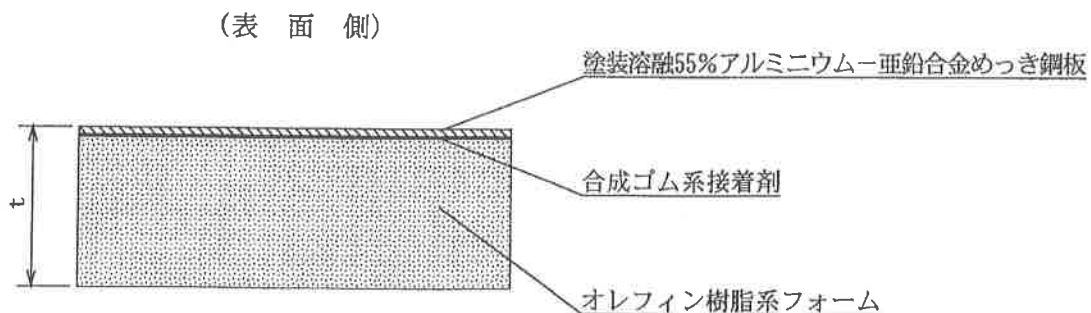 (表 面 側)
塗装溶融55%アルミニウム－亜鉛合金めっき鋼板
合成ゴム系接着剤
t
オレフィン樹脂系フォーム